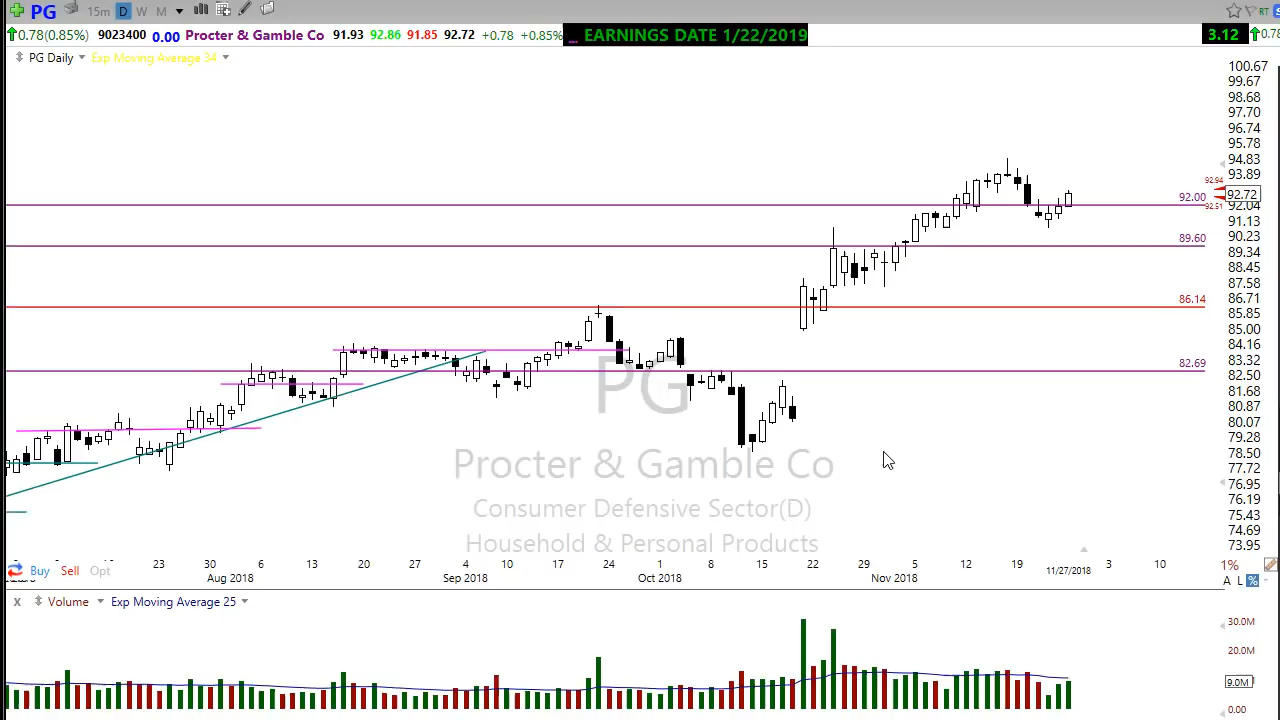 PG 15m D W M RT
0.78(0.85%) 9023400 0.00 Procter & Gamble Co 91.93 92.86 91.85 92.72 +0.78 +0.85% _ EARNINGS DATE 1/22/2019 3.12 0.78
PG Daily Exp Moving Average 34
100.67
99.67
98.68
97.70
96.74
95.78
94.83
93.89
92.94
92.72
92.00
92.51
92.04
91.13
90.23
89.60
89.34
88.45
87.58
86.71
86.14
85.85
85.00
84.16
83.32
82.69
82.50
81.68
80.87
80.07
79.28
78.50
77.72
76.95
76.19
75.43
74.69
73.95
PG
Procter & Gamble Co
Consumer Defensive Sector(D)
Household & Personal Products
23 30 6 13 20 27 4 10 17 24 1 8 15 22 29 5 12 19 11/27/2018 3 10
Aug 2018 Sep 2018 Oct 2018 Nov 2018
Buy Sell Opt
1%
A L %
X Volume Exp Moving Average 25
30.0M
20.0M
9.0M
0.00